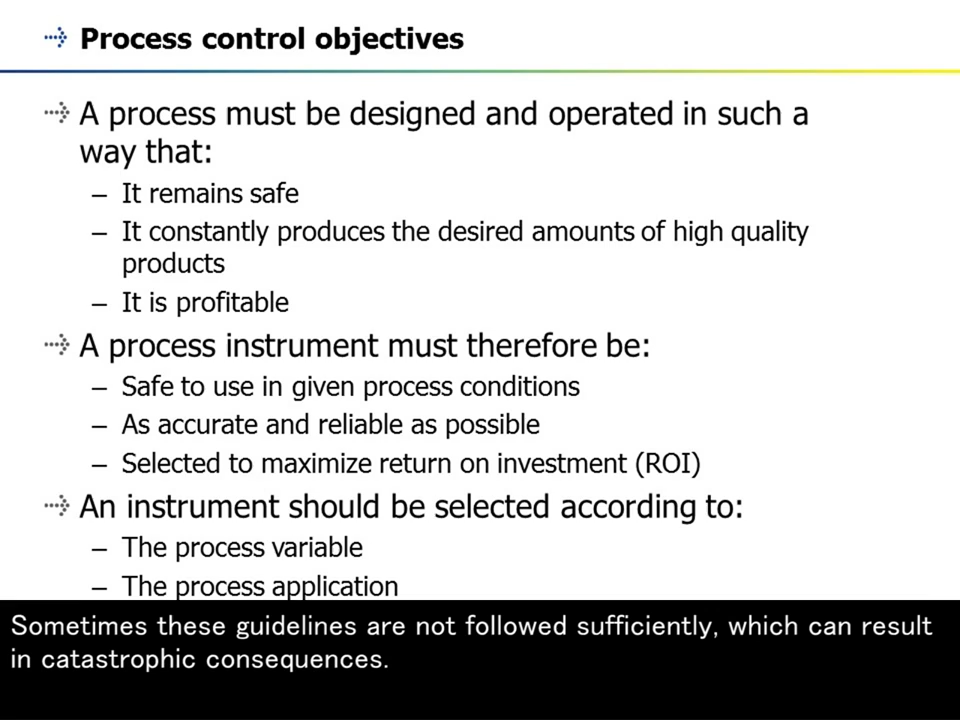 Process control objectives
A process must be designed and operated in such a
way that:
– It remains safe
– It constantly produces the desired amounts of high quality
products
– It is profitable
A process instrument must therefore be:
– Safe to use in given process conditions
– As accurate and reliable as possible
– Selected to maximize return on investment (ROI)
An instrument should be selected according to:
– The process variable
– The process application
Sometimes these guidelines are not followed sufficiently, which can result
in catastrophic consequences.